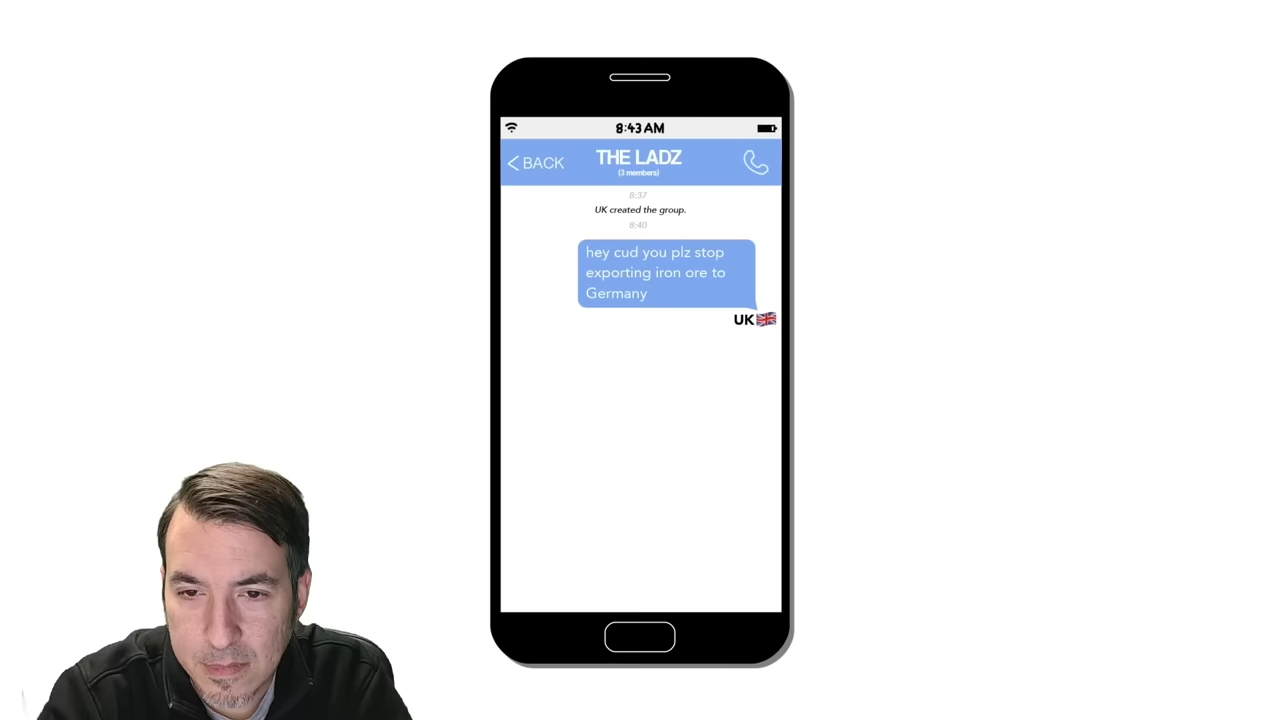 8:43 AM
BACK
THE LADZ
(3 members)
8:37
UK created the group.
8:40
hey cud you plz stop
exporting iron ore to
Germany
UK